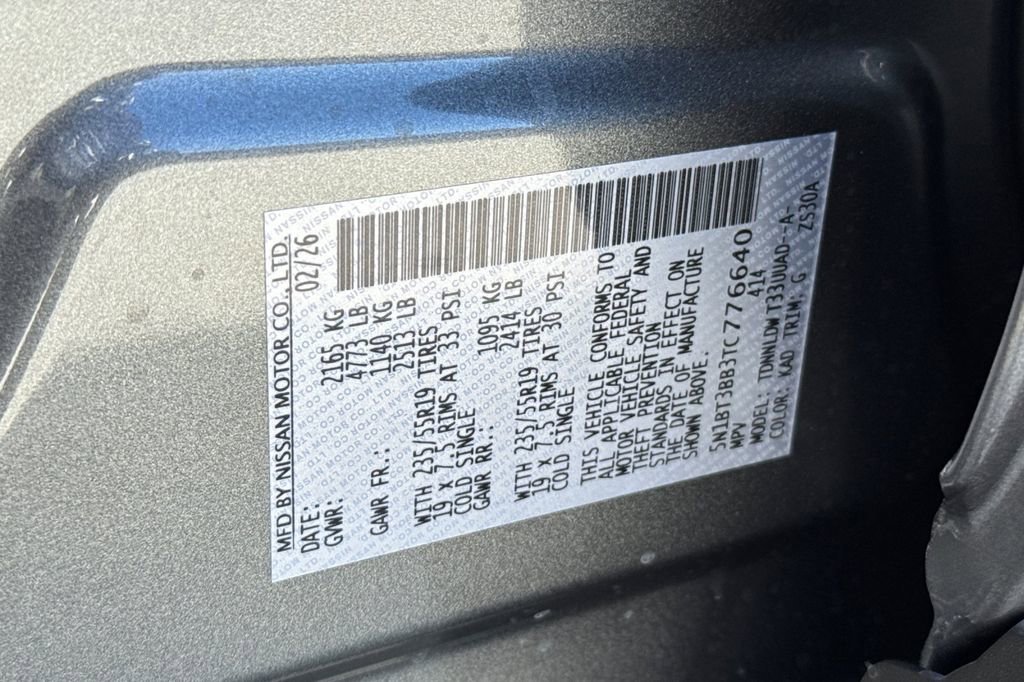 MFD BY NISSAN MOTOR CO., LTD.
DATE: 02/26
GVWR: 2165 KG
4773 LB
GAWR FR.: 1140 KG
2513 LB
WITH 235/55R19 TIRES
19 X 7.5 RIMS AT 33 PSI
COLD SINGLE
GAWR RR.: 1095 KG
2414 LB
WITH 235/55R19 TIRES
19 X 7.5 RIMS AT 30 PSI
COLD SINGLE
THIS VEHICLE CONFORMS TO
ALL APPLICABLE FEDERAL
MOTOR VEHICLE SAFETY AND
THEFT PREVENTION
STANDARDS IN EFFECT ON
THE DATE OF MANUFACTURE
SHOWN ABOVE.
5N1BT3BB3TC776640
MPV 414
MODEL: TDWNLDW T33UUAD--A-
COLOR: KAD TRIM: G ZS30A